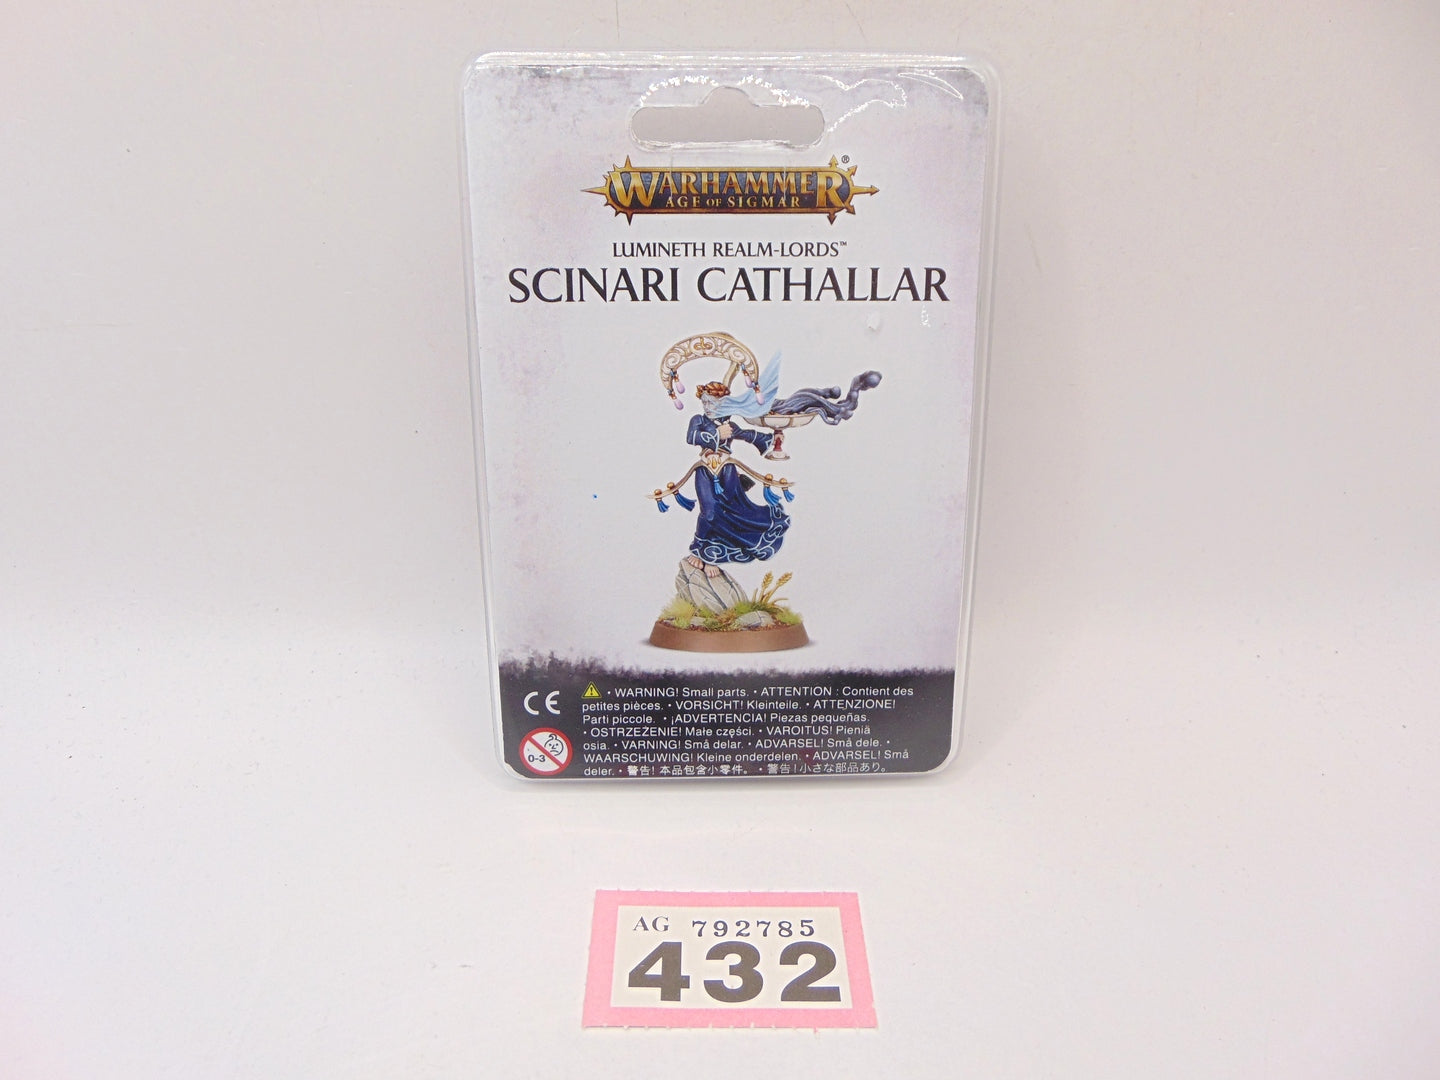 WARHAMMER®
AGE OF SIGMAR
LUMINETH REALM-LORDS™
SCINARI CATHALLAR
CE
0-3
• WARNING! Small parts. • ATTENTION : Contient des
petites pièces. • VORSICHT! Kleinteile. • ATTENZIONE!
Parti piccole. • ¡ADVERTENCIA! Piezas pequeñas.
• OSTRZEŻENIE! Małe części. • VAROITUS! Pieniä
osia. • VARNING! Små delar. • ADVARSEL! Små dele. •
WAARSCHUWING! Kleine onderdelen. • ADVARSEL! Små
deler. • 警告! 本品包含小零件。 • 警告!小さな部品あり。
AG 792785
432